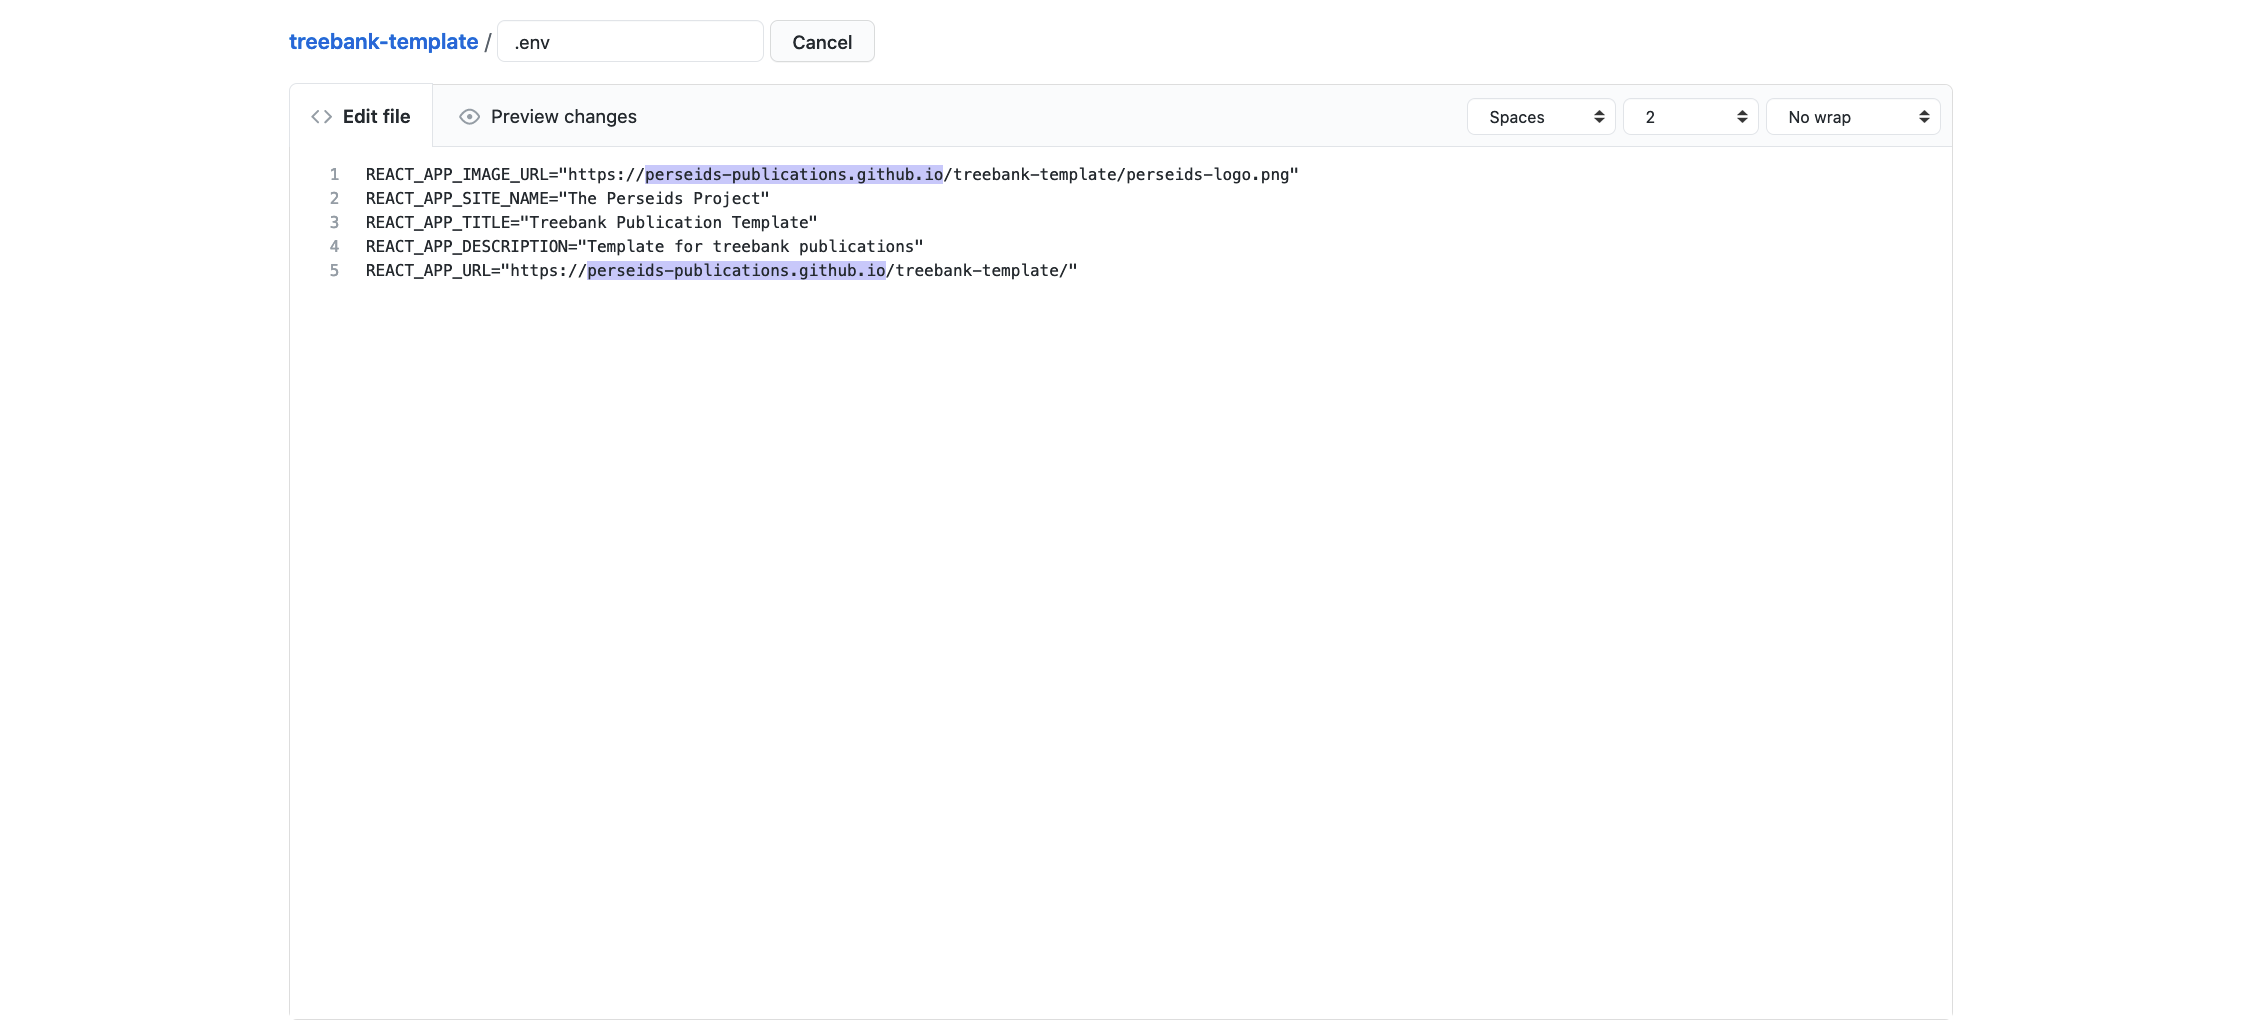 treebank-template / .env Cancel
Edit file Preview changes Spaces 2 No wrap
1 REACT_APP_IMAGE_URL="https://perseids-publications.github.io/treebank-template/perseids-logo.png"
2 REACT_APP_SITE_NAME="The Perseids Project"
3 REACT_APP_TITLE="Treebank Publication Template"
4 REACT_APP_DESCRIPTION="Template for treebank publications"
5 REACT_APP_URL="https://perseids-publications.github.io/treebank-template/"